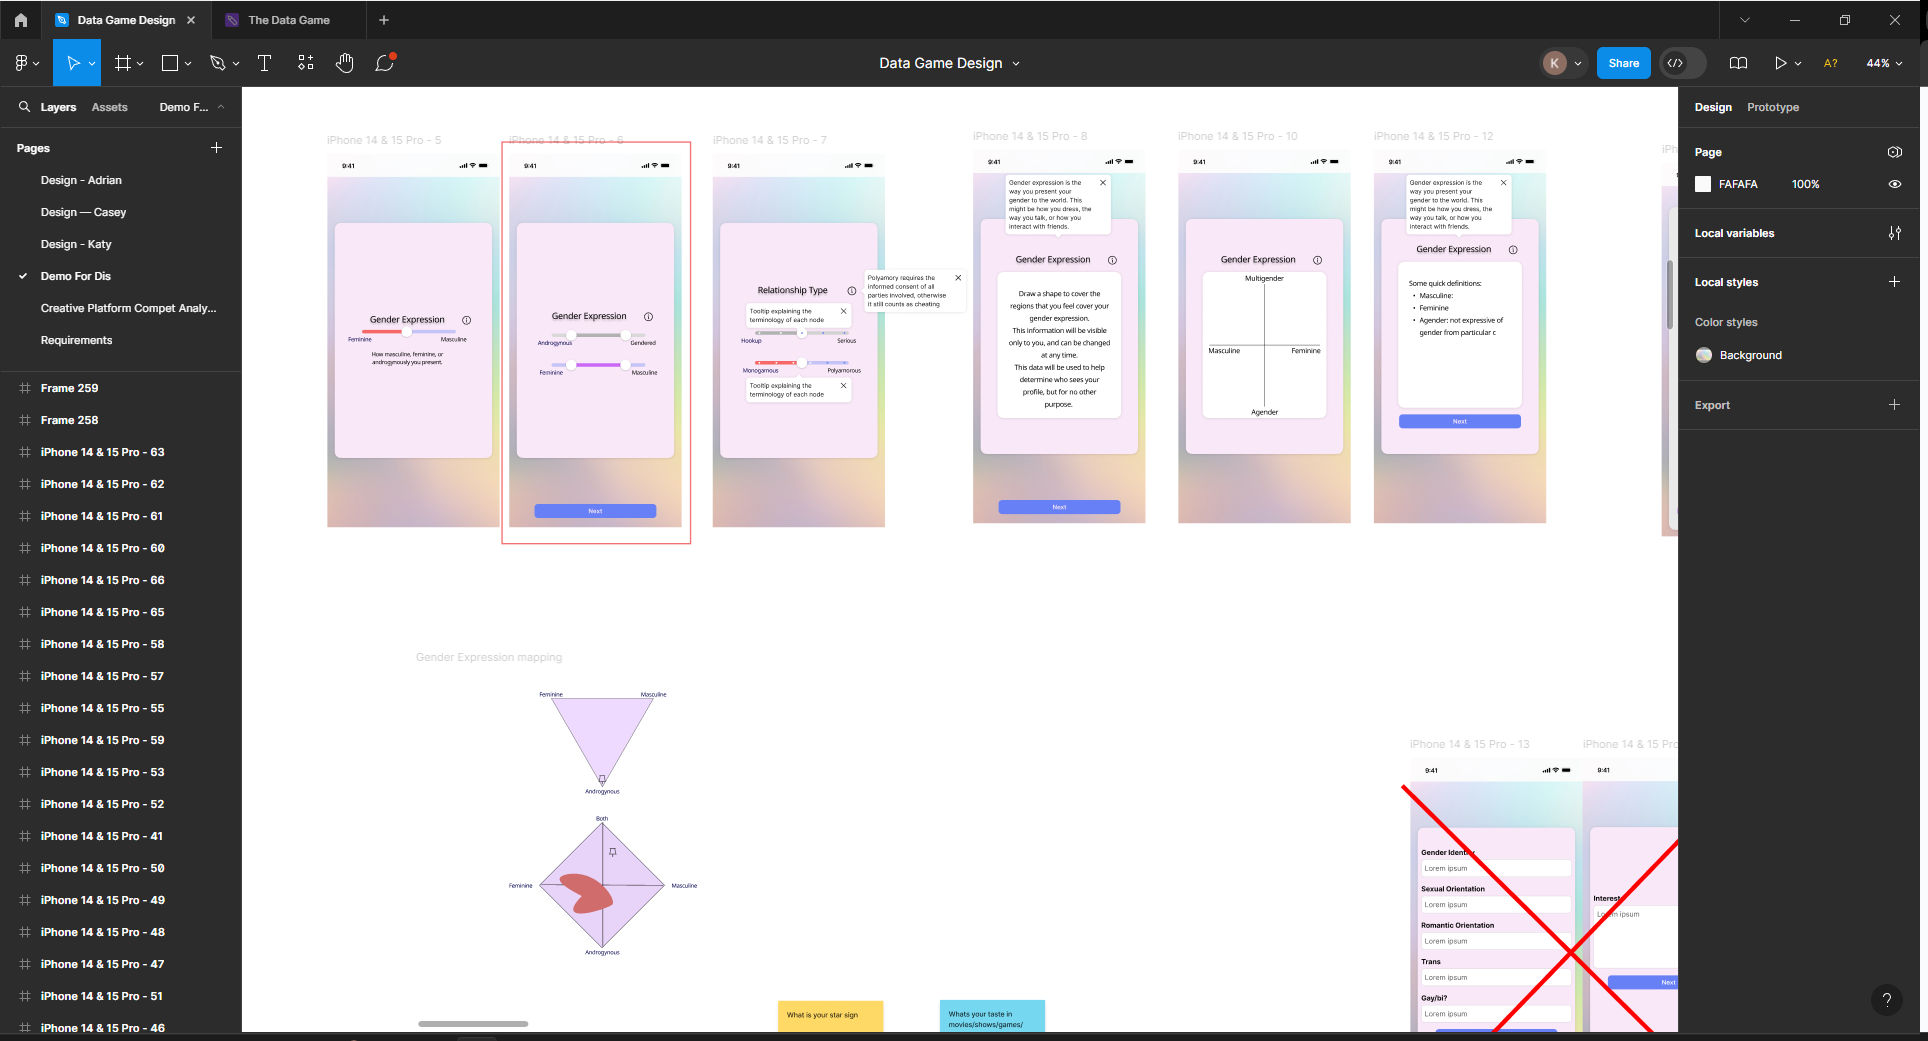 Data Game Design
The Data Game
Data Game Design
K
Share
A?
44%
Layers
Assets
Demo F...
Pages
Design - Adrian
Design — Casey
Design - Katy
Demo For Dis
Creative Platform Compet Analy...
Requirements
Frame 259
Frame 258
iPhone 14 & 15 Pro - 63
iPhone 14 & 15 Pro - 62
iPhone 14 & 15 Pro - 61
iPhone 14 & 15 Pro - 60
iPhone 14 & 15 Pro - 66
iPhone 14 & 15 Pro - 65
iPhone 14 & 15 Pro - 58
iPhone 14 & 15 Pro - 57
iPhone 14 & 15 Pro - 55
iPhone 14 & 15 Pro - 59
iPhone 14 & 15 Pro - 53
iPhone 14 & 15 Pro - 52
iPhone 14 & 15 Pro - 41
iPhone 14 & 15 Pro - 50
iPhone 14 & 15 Pro - 49
iPhone 14 & 15 Pro - 48
iPhone 14 & 15 Pro - 47
iPhone 14 & 15 Pro - 51
iPhone 14 & 15 Pro - 46
iPhone 14 & 15 Pro - 5
9:41
Gender Expression
Feminine
Masculine
How masculine, feminine, or
androgynously you present.
iPhone 14 & 15 Pro - 6
9:41
Gender Expression
Androgynous
Gendered
Feminine
Masculine
Next
iPhone 14 & 15 Pro - 7
9:41
Relationship Type
Polyamory requires the
informed consent of all
parties involved, otherwise
it still counts as cheating
Tooltip explaining the
terminology of each node
Hookup
Serious
Monogamous
Polyamorous
Tooltip explaining the
terminology of each node
iPhone 14 & 15 Pro - 8
9:41
Gender expression is the
way you present your
gender to the world. This
might be how you dress, the
way you talk, or how you
interact with friends.
Gender Expression
Draw a shape to cover the
regions that you feel cover your
gender expression.
This information will be visible
only to you, and can be changed
at any time.
This data will be used to help
determine who sees your
profile, but for no other
purpose.
Next
iPhone 14 & 15 Pro - 10
9:41
Gender Expression
Multigender
Masculine
Feminine
Agender
iPhone 14 & 15 Pro - 12
9:41
Gender expression is the
way you present your
gender to the world. This
might be how you dress, the
way you talk, or how you
interact with friends.
Gender Expression
Some quick definitions:
• Masculine:
• Feminine
• Agender: not expressive of
gender from particular c
Next
iPh
Gender Expression mapping
Feminine
Masculine
Androgynous
Both
Feminine
Masculine
Androgynous
What is your star sign
Whats your taste in
movies/shows/games/
iPhone 14 & 15 Pro - 13
9:41
Gender Identity
Lorem ipsum
Sexual Orientation
Lorem ipsum
Romantic Orientation
Lorem ipsum
Trans
Lorem ipsum
Gay/bi?
Lorem ipsum
iPhone 14 & 15 Pro
9:41
Interest
Lorem ipsum
Next
Design
Prototype
Page
FAFAFA
100%
Local variables
Local styles
Color styles
Background
Export
?